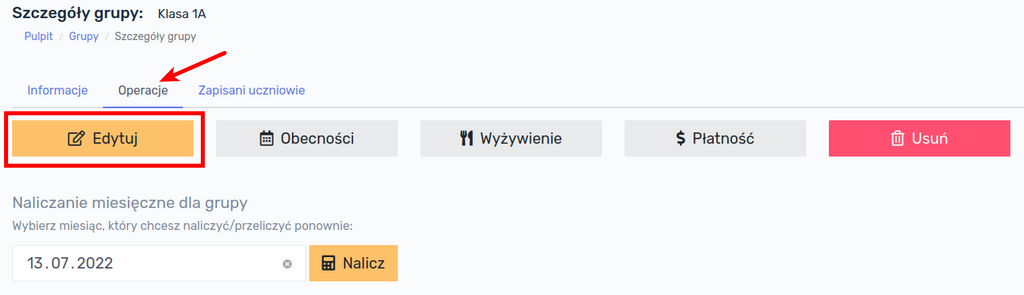 Szczegóły grupy: Klasa 1A
Pulpit / Grupy / Szczegóły grupy
Informacje Operacje Zapisani uczniowie
Edytuj Obecności Wyżywienie Płatność Usuń
Naliczanie miesięczne dla grupy
Wybierz miesiąc, który chcesz naliczyć/przeliczyć ponownie:
13.07.2022 Nalicz